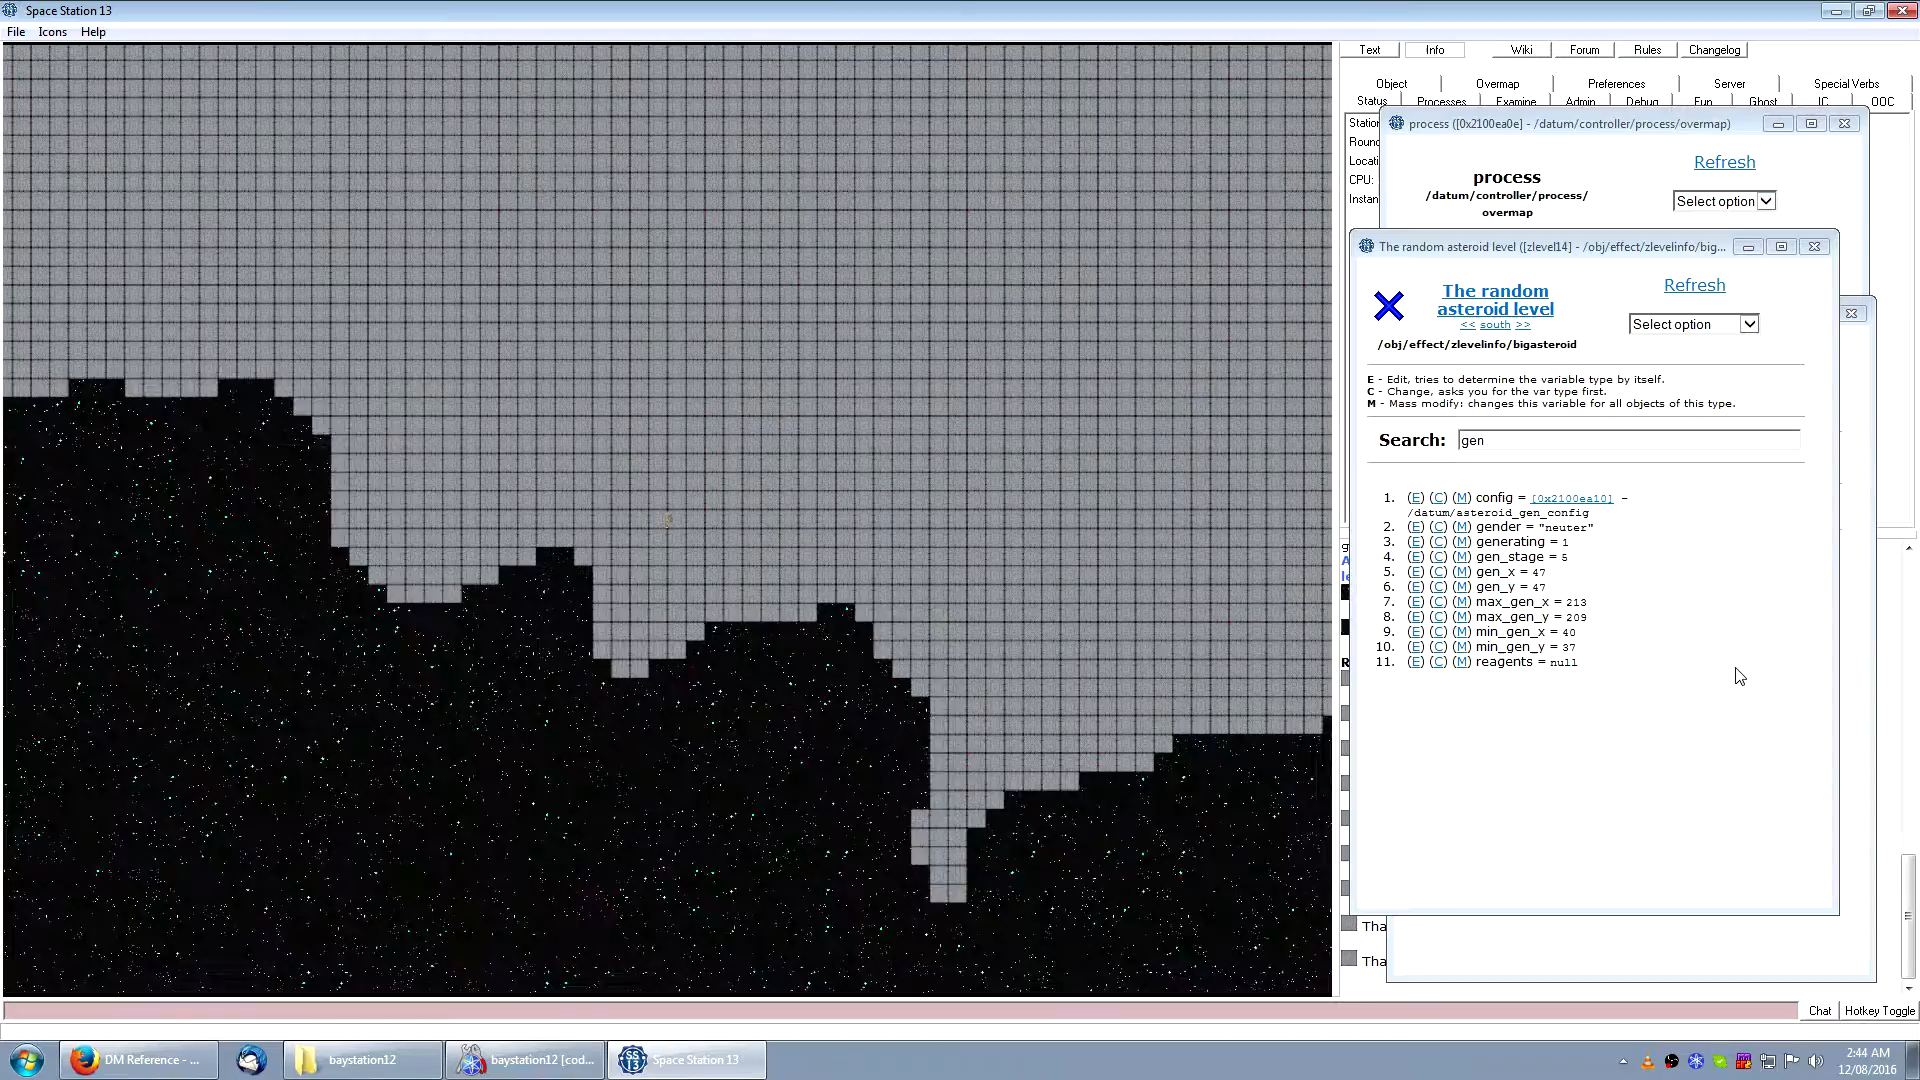 Space Station 13
File Icons Help
Text Info Wiki Forum Rules Changelog
Object Overmap Preferences Server Special Verbs
Status Processes Examine Admin Debug Fun Ghost IC OOC
Station
Round
Locati
CPU:
Instan
process ([0x2100ea0e] - /datum/controller/process/overmap)
Refresh
process
/datum/controller/process/
overmap
Select option
The random asteroid level ([zlevel14] - /obj/effect/zlevelinfo/big...
Refresh
The random
asteroid level
<< south >>
Select option
/obj/effect/zlevelinfo/bigasteroid
E - Edit, tries to determine the variable type by itself.
C - Change, asks you for the var type first.
M - Mass modify: changes this variable for all objects of this type.
Search: gen
1. (E) (C) (M) config = [0x2100ea10] -
/datum/asteroid_gen_config
2. (E) (C) (M) gender = "neuter"
3. (E) (C) (M) generating = 1
4. (E) (C) (M) gen_stage = 5
5. (E) (C) (M) gen_x = 47
6. (E) (C) (M) gen_y = 47
7. (E) (C) (M) max_gen_x = 213
8. (E) (C) (M) max_gen_y = 209
9. (E) (C) (M) min_gen_x = 40
10. (E) (C) (M) min_gen_y = 37
11. (E) (C) (M) reagents = null
Tha
Tha
Chat Hotkey Toggle
DM Reference - ...
baystation12
baystation12 [cod...
Space Station 13
2:44 AM
12/08/2016